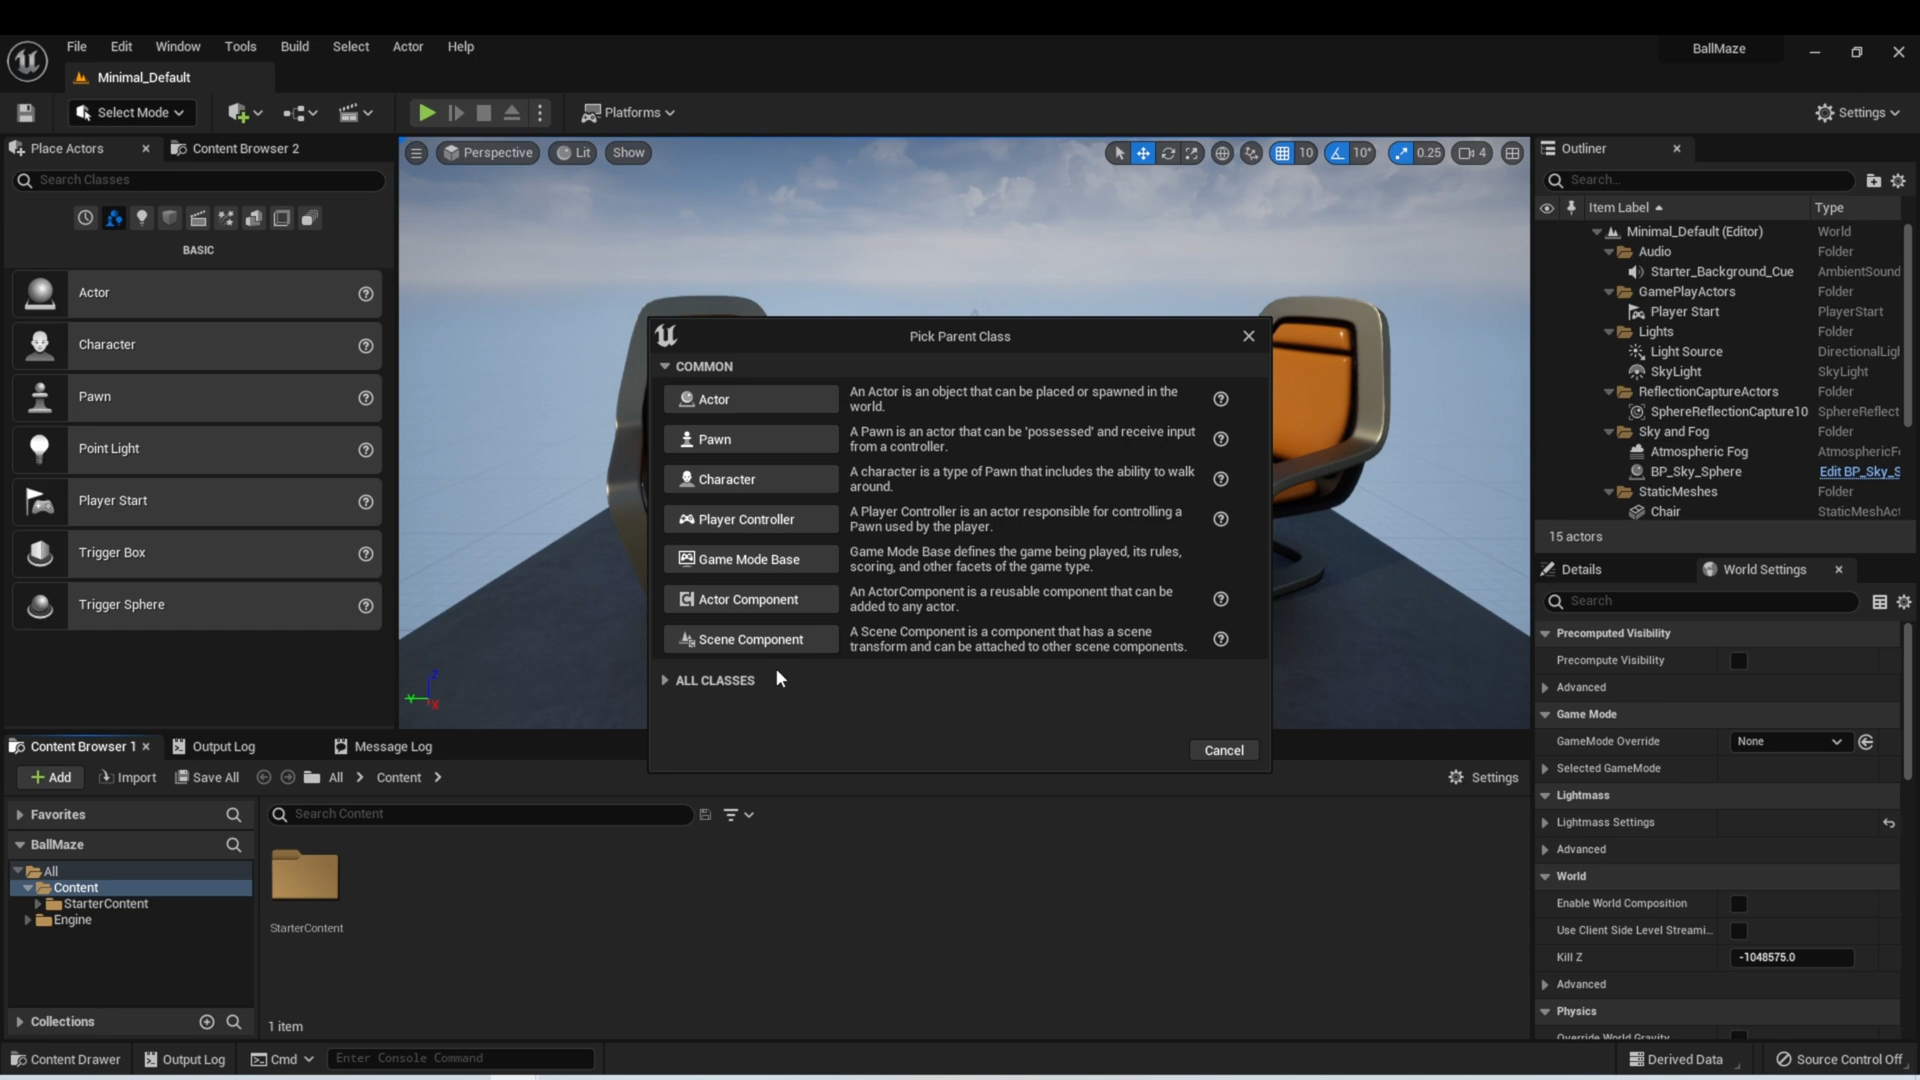 File Edit Window Tools Build Select Actor Help
BallMaze
Minimal_Default
Select Mode
Platforms
Settings
Place Actors
Content Browser 2
Search Classes
BASIC
Actor
Character
Pawn
Point Light
Player Start
Trigger Box
Trigger Sphere
Perspective Lit Show
10 10° 0.25 4
Pick Parent Class
COMMON
Actor
An Actor is an object that can be placed or spawned in the
world.
Pawn
A Pawn is an actor that can be 'possessed' and receive input
from a controller.
Character
A character is a type of Pawn that includes the ability to walk
around.
Player Controller
A Player Controller is an actor responsible for controlling a
Pawn used by the player.
Game Mode Base
Game Mode Base defines the game being played, its rules,
scoring, and other facets of the game type.
Actor Component
An ActorComponent is a reusable component that can be
added to any actor.
Scene Component
A Scene Component is a component that has a scene
transform and can be attached to other scene components.
ALL CLASSES
Cancel
Z
Y
X
Outliner
Search...
Item Label Type
Minimal_Default (Editor) World
Audio Folder
Starter_Background_Cue AmbientSound
GamePlayActors Folder
Player Start PlayerStart
Lights Folder
Light Source DirectionalLigl
SkyLight SkyLight
ReflectionCaptureActors Folder
SphereReflectionCapture10 SphereReflect
Sky and Fog Folder
Atmospheric Fog AtmosphericF
BP_Sky_Sphere Edit BP_Sky_S
StaticMeshes Folder
Chair StaticMeshAct
15 actors
Details
World Settings
Search
Precomputed Visibility
Precompute Visibility
Advanced
Game Mode
GameMode Override None
Selected GameMode
Lightmass
Lightmass Settings
Advanced
World
Enable World Composition
Use Client Side Level Streami...
Kill Z -1048575.0
Advanced
Physics
Override World Gravity
Content Browser 1
Output Log
Message Log
Add
Import
Save All
All
Content
Settings
Favorites
BallMaze
All
Content
StarterContent
Engine
Collections
Search Content
StarterContent
1 item
Content Drawer
Output Log
Cmd
Enter Console Command
Derived Data
Source Control Off